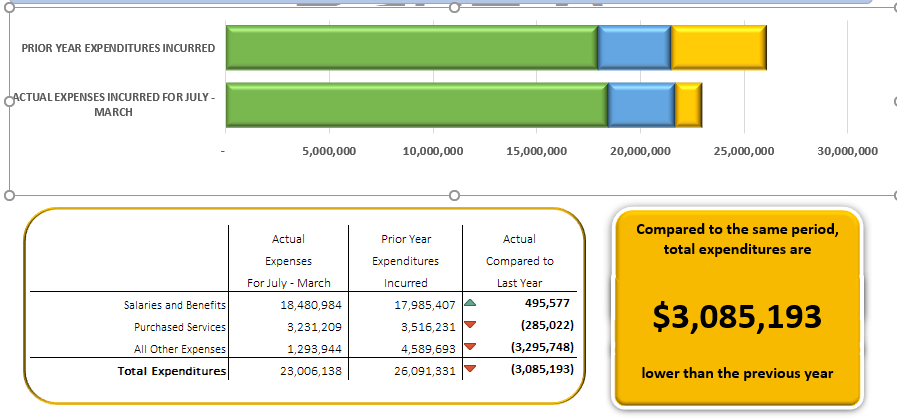 PRIOR YEAR EXPENDITURES INCURRED
ACTUAL EXPENSES INCURRED FOR JULY -
MARCH
- 5,000,000 10,000,000 15,000,000 20,000,000 25,000,000 30,000,000
Actual Prior Year Actual
Expenses Expenditures Compared to
For July - March Incurred Last Year
Salaries and Benefits 18,480,984 17,985,407 495,577
Purchased Services 3,231,209 3,516,231 (285,022)
All Other Expenses 1,293,944 4,589,693 (3,295,748)
Total Expenditures 23,006,138 26,091,331 (3,085,193)
Compared to the same period,
total expenditures are
$3,085,193
lower than the previous year